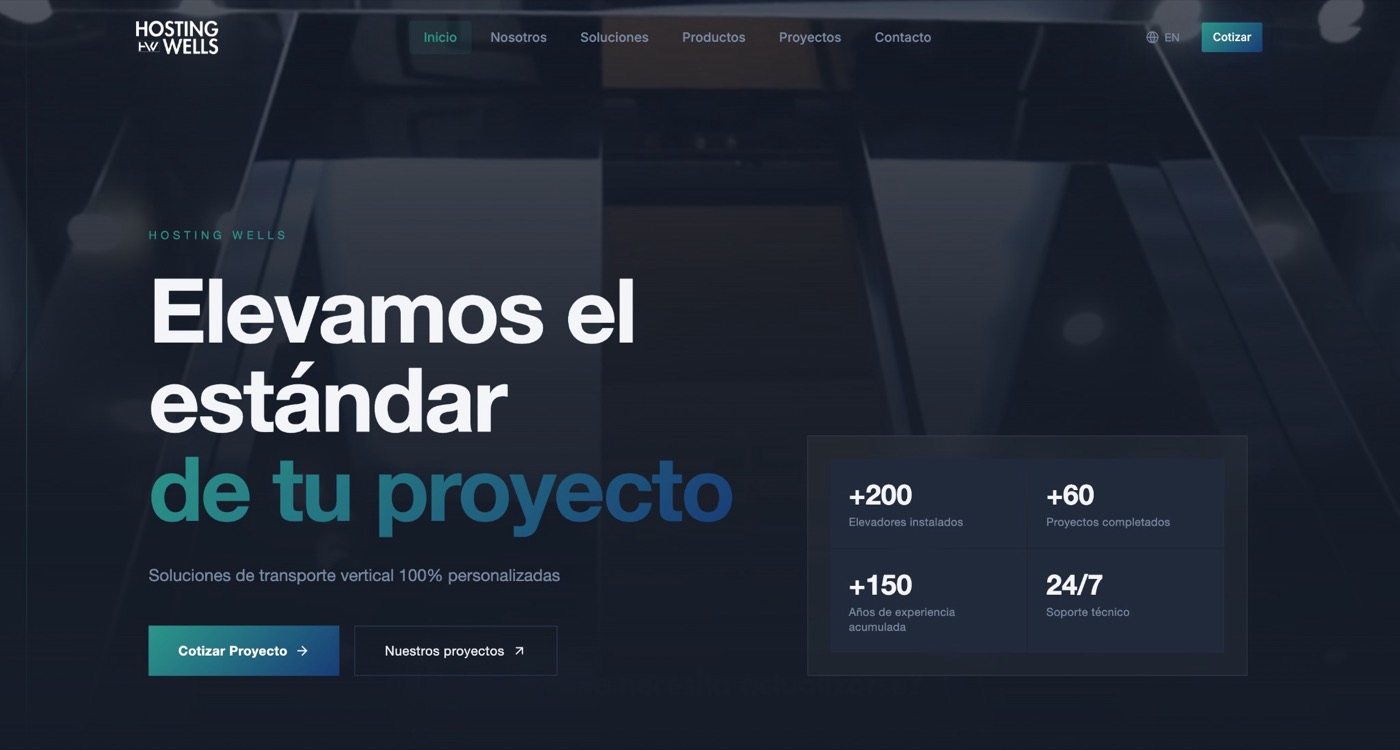 HOSTING
HW WELLS
Inicio
Nosotros
Soluciones
Productos
Proyectos
Contacto
EN
Cotizar
HOSTING WELLS
Elevamos el
estándar
de tu proyecto
Soluciones de transporte vertical 100% personalizadas
Cotizar Proyecto
Nuestros proyectos
+200
Elevadores instalados
+60
Proyectos completados
+150
Años de experiencia
acumulada
24/7
Soporte técnico